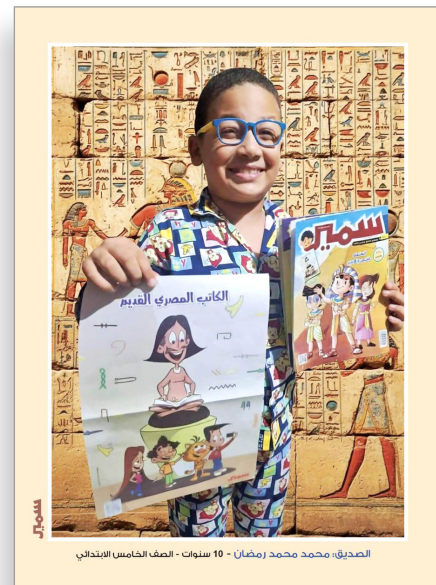 سمير
الكاتب المصري القديم
سمير
الصديق: محمد محمد رمضان - 10 سنوات - الصف الخامس الابتدائي